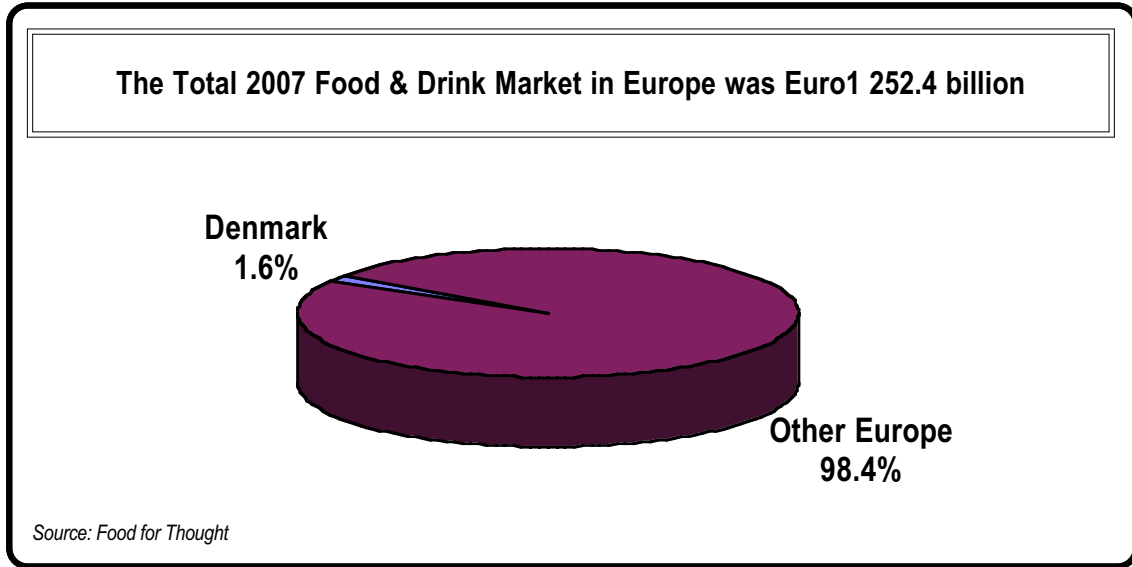 The Total 2007 Food & Drink Market in Europe was Euro1 252.4 billion
Denmark
1.6%
Other Europe
98.4%
Source: Food for Thought